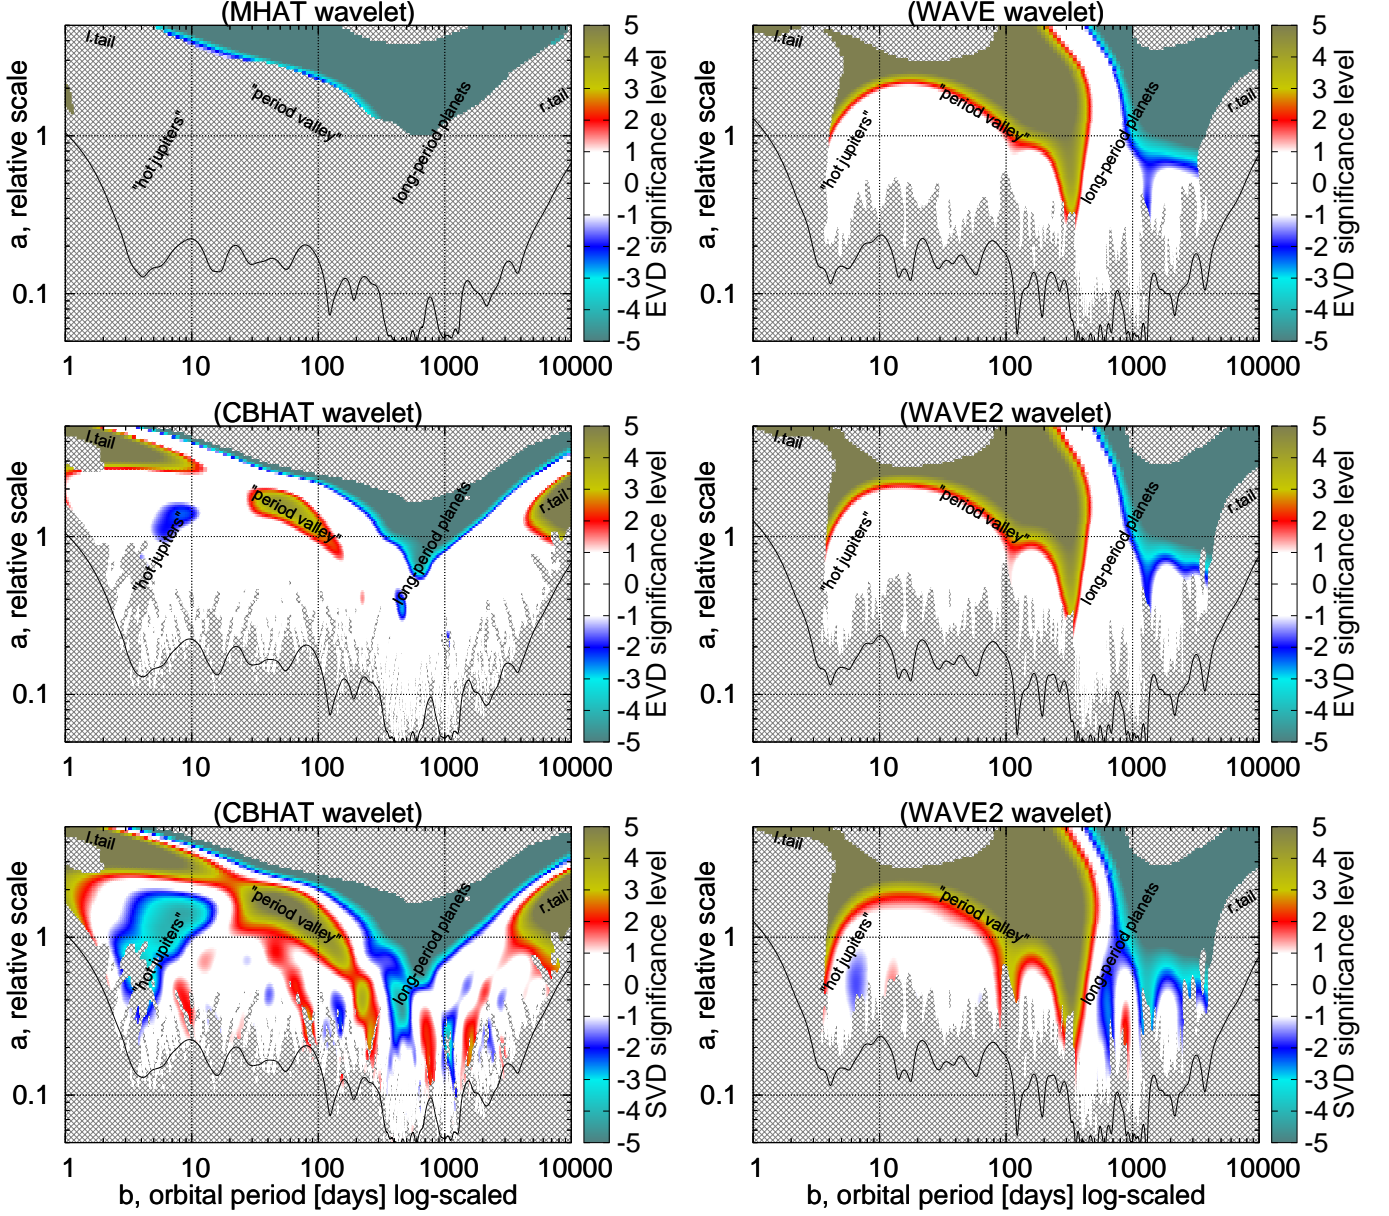 (MHAT wavelet)
a, relative scale
1
0.1
1 10 100 1000 10000
l.tail
"hot jupiters"
"period valley"
long-period planets
r.tail
5
4
3
2
1
0
-1
-2
-3
-4
-5
EVD significance level
(WAVE wavelet)
a, relative scale
1
0.1
1 10 100 1000 10000
l.tail
"hot jupiters"
"period valley"
long-period planets
r.tail
5
4
3
2
1
0
-1
-2
-3
-4
-5
EVD significance level
(CBHAT wavelet)
a, relative scale
1
0.1
1 10 100 1000 10000
l.tail
"hot jupiters"
"period valley"
long-period planets
r.tail
5
4
3
2
1
0
-1
-2
-3
-4
-5
EVD significance level
(WAVE2 wavelet)
a, relative scale
1
0.1
1 10 100 1000 10000
l.tail
"hot jupiters"
"period valley"
long-period planets
r.tail
5
4
3
2
1
0
-1
-2
-3
-4
-5
EVD significance level
(CBHAT wavelet)
a, relative scale
1
0.1
1 10 100 1000 10000
b, orbital period [days] log-scaled
l.tail
"hot jupiters"
"period valley"
long-period planets
r.tail
5
4
3
2
1
0
-1
-2
-3
-4
-5
SVD significance level
(WAVE2 wavelet)
a, relative scale
1
0.1
1 10 100 1000 10000
b, orbital period [days] log-scaled
l.tail
"hot jupiters"
"period valley"
long-period planets
r.tail
5
4
3
2
1
0
-1
-2
-3
-4
-5
SVD significance level